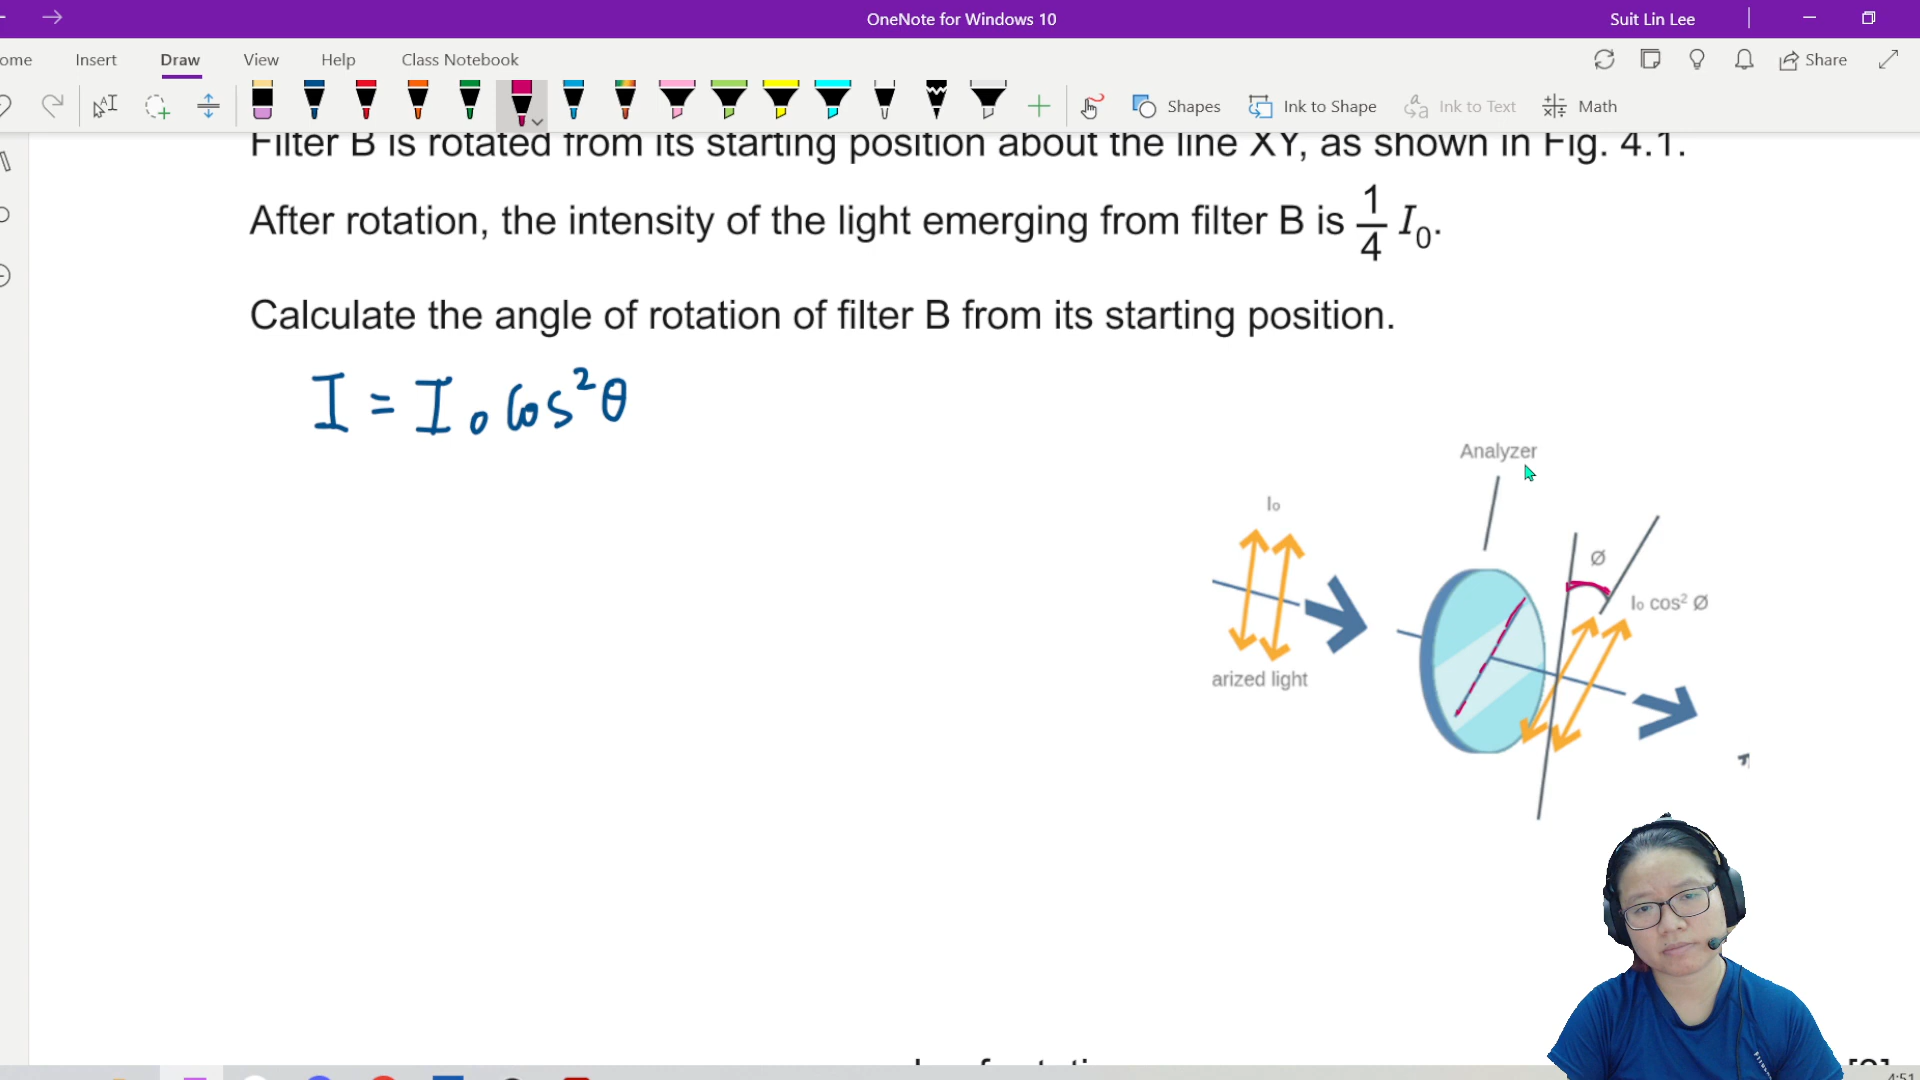 OneNote for Windows 10
Suit Lin Lee
ome Insert Draw View Help Class Notebook
Share
Shapes Ink to Shape Ink to Text Math
Filter B is rotated from its starting position about the line XY, as shown in Fig. 4.1.
After rotation, the intensity of the light emerging from filter B is 1/4 I₀.
Calculate the angle of rotation of filter B from its starting position.
I = I₀ cos²θ
Analyzer
I₀
Ø
I₀ cos² Ø
arized light
4:51